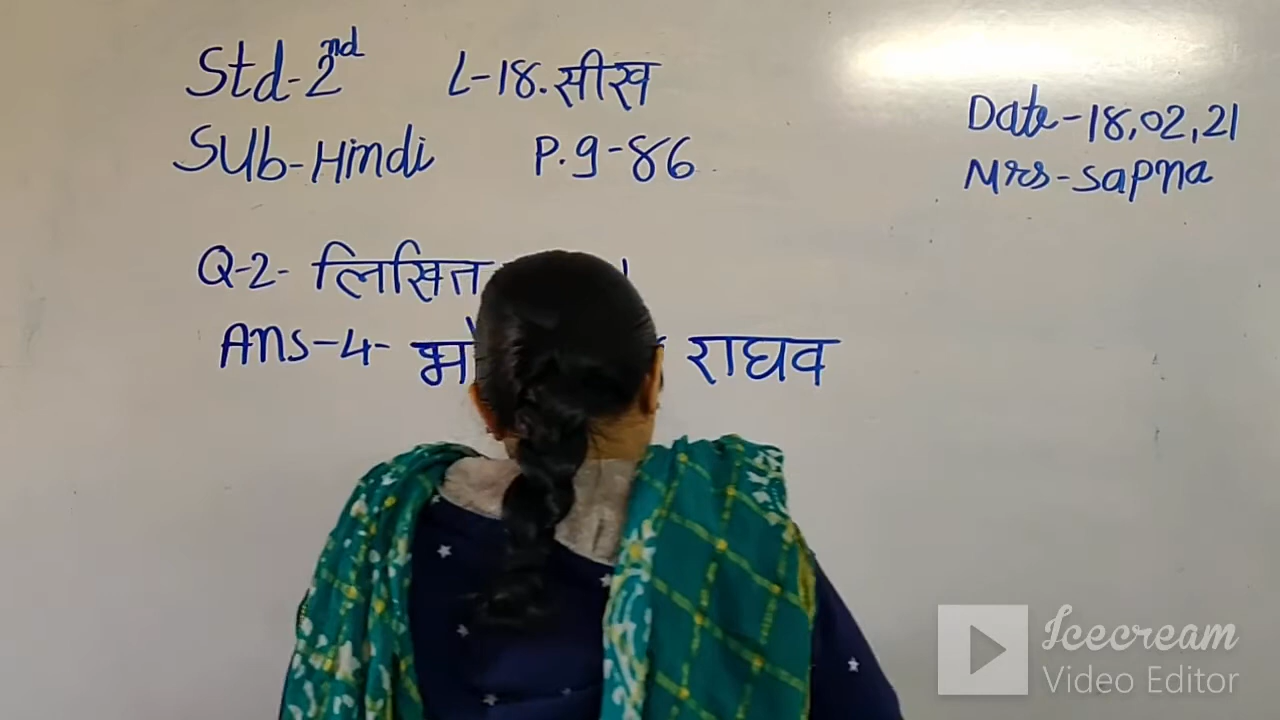 Std-2nd L-18. सीख
Date-18,02,21
Sub-Hindi P.g-86
Mrs-Sapna
Q-2- लिखित
Ans-4- राघव
Icecream
Video Editor